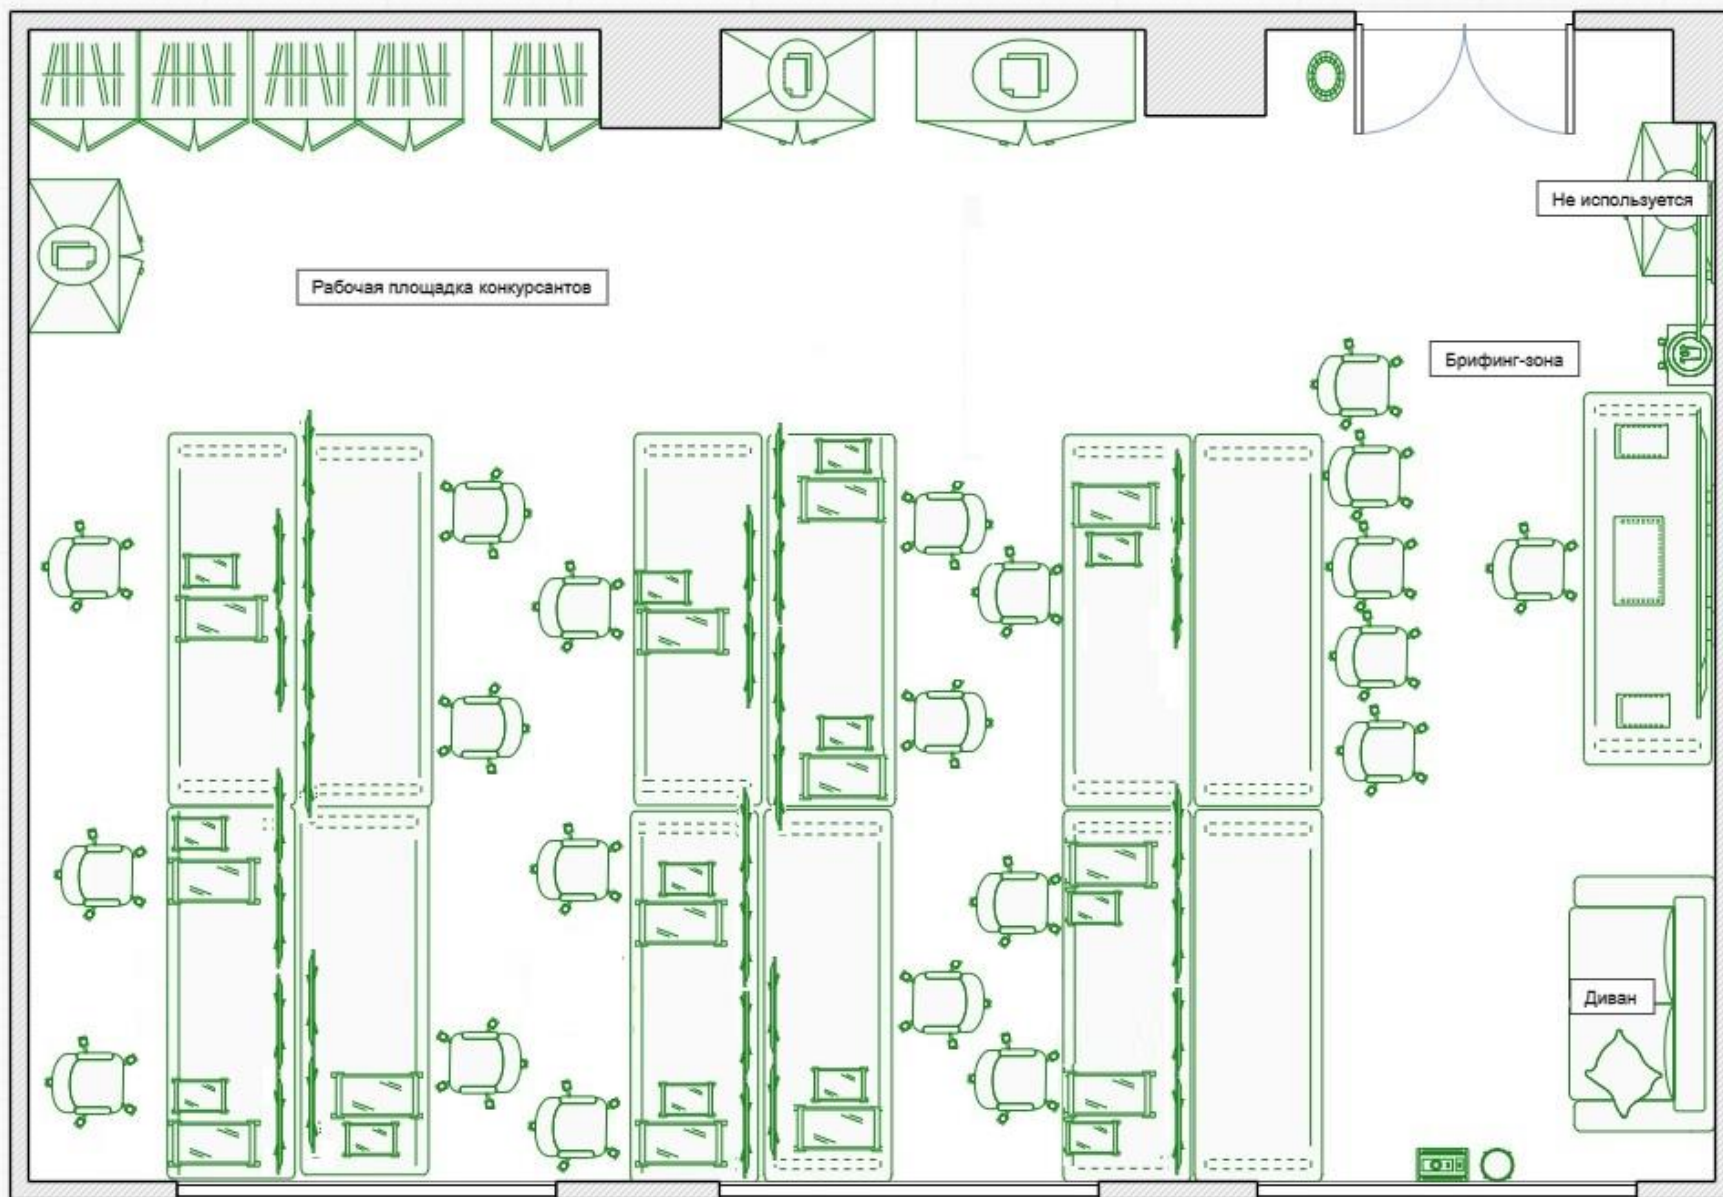 Не используется
Рабочая площадка конкурсантов
Брифинг-зона
Диван